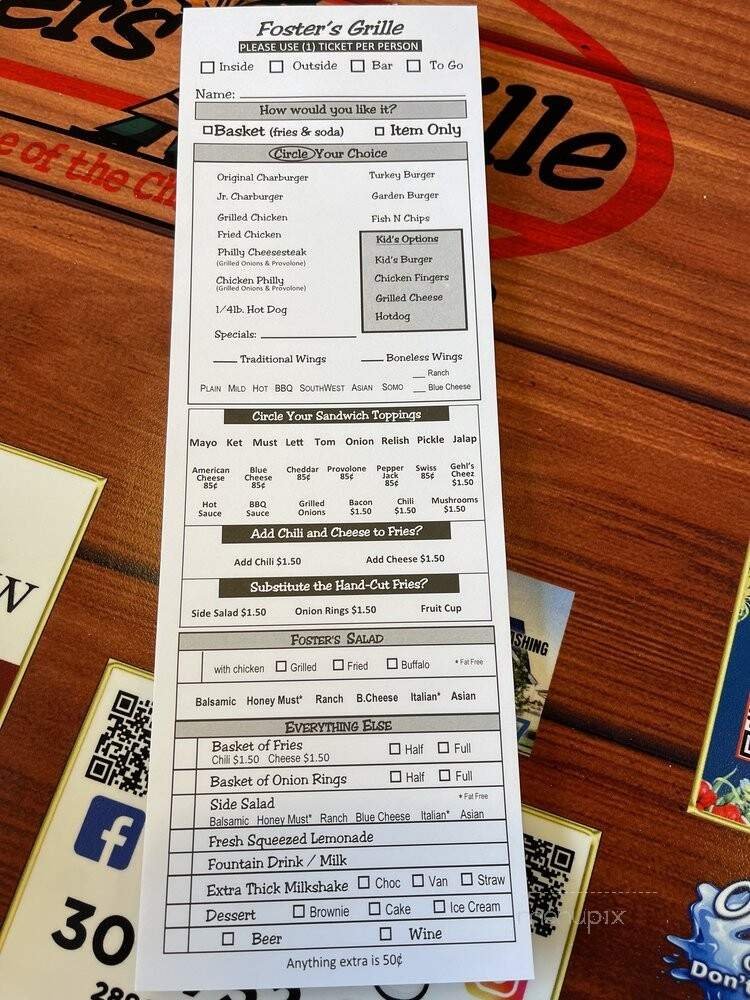 Foster's Grille
PLEASE USE (1) TICKET PER PERSON
Inside Outside Bar To Go
Name:
How would you like it?
Basket (fries & soda) Item Only
Circle Your Choice
Original Charburger
Jr. Charburger
Grilled Chicken
Fried Chicken
Philly Cheesesteak
(Grilled Onions & Provolone)
Chicken Philly
(Grilled Onions & Provolone)
1/4lb. Hot Dog
Turkey Burger
Garden Burger
Fish N Chips
Kid's Options
Kid's Burger
Chicken Fingers
Grilled Cheese
Hotdog
Specials:
Traditional Wings Boneless Wings
Ranch
PLAIN MILD HOT BBQ SOUTHWEST ASIAN SOMO Blue Cheese
Circle Your Sandwich Toppings
Mayo Ket Must Lett Tom Onion Relish Pickle Jalap
American Cheese 85¢
Blue Cheese 85¢
Cheddar 85¢
Provolone 85¢
Pepper Jack 85¢
Swiss 85¢
Gehl's Cheez $1.50
Hot Sauce
BBQ Sauce
Grilled Onions
Bacon $1.50
Chili $1.50
Mushrooms $1.50
Add Chili and Cheese to Fries?
Add Chili $1.50 Add Cheese $1.50
Substitute the Hand-Cut Fries?
Side Salad $1.50 Onion Rings $1.50 Fruit Cup
FOSTER'S SALAD
with chicken Grilled Fried Buffalo * Fat Free
Balsamic Honey Must* Ranch B.Cheese Italian* Asian
EVERYTHING ELSE
Basket of Fries Half Full
Chili $1.50 Cheese $1.50
Basket of Onion Rings Half Full
Side Salad * Fat Free
Balsamic Honey Must* Ranch Blue Cheese Italian* Asian
Fresh Squeezed Lemonade
Fountain Drink / Milk
Extra Thick Milkshake Choc Van Straw
Dessert Brownie Cake Ice Cream
Beer Wine
Anything extra is 50¢
er's
ille
e of the Ch
W
SHING
7
f
30
menupix
Don't